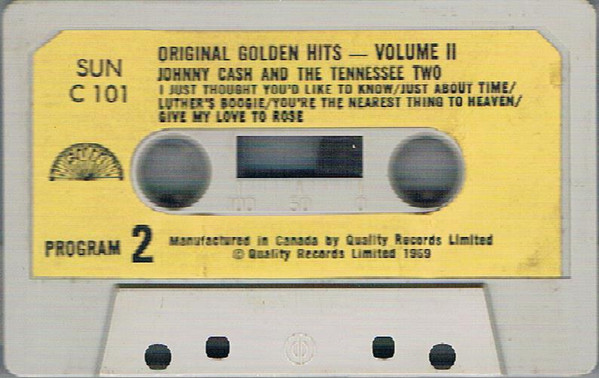 ORIGINAL GOLDEN HITS — VOLUME II
SUN
C 101
JOHNNY CASH AND THE TENNESSEE TWO
I JUST THOUGHT YOU'D LIKE TO KNOW/JUST ABOUT TIME/
LUTHER'S BOOGIE/YOU'RE THE NEAREST THING TO HEAVEN/
GIVE MY LOVE TO ROSE
100 50 0
PROGRAM 2
Manufactured in Canada by Quality Records Limited
© Quality Records Limited 1969